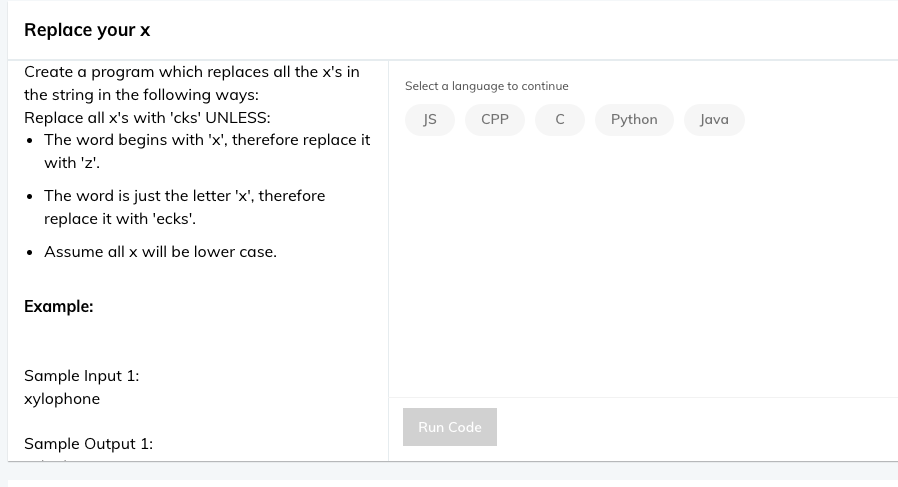 Replace your x
Create a program which replaces all the x's in
the string in the following ways:
Replace all x's with 'cks' UNLESS:
• The word begins with 'x', therefore replace it
with 'z'.
• The word is just the letter 'x', therefore
replace it with 'ecks'.
• Assume all x will be lower case.
Example:
Sample Input 1:
xylophone
Sample Output 1:
Select a language to continue
JS
CPP
C
Python
Java
Run Code